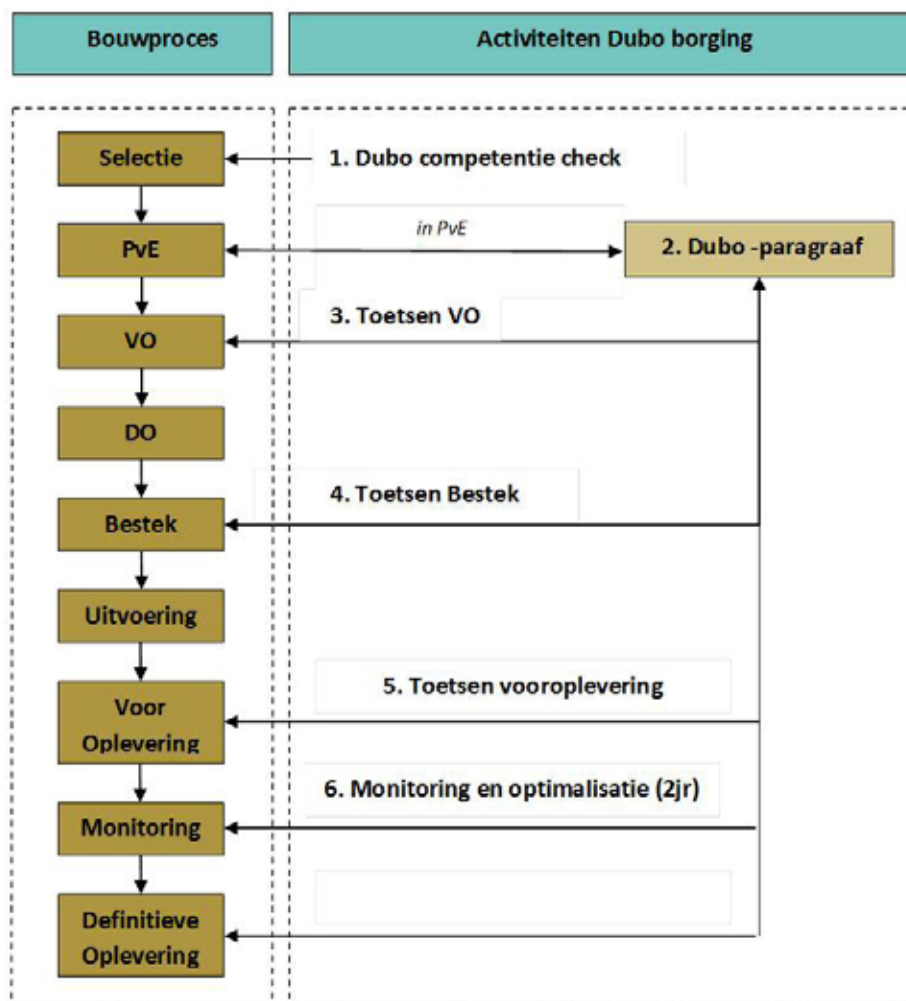 Bouwproces
Activiteiten Dubo borging
Selectie
1. Dubo competentie check
in PvE
PvE
2. Dubo -paragraaf
3. Toetsen VO
VO
DO
4. Toetsen Bestek
Bestek
Uitvoering
5. Toetsen vooroplevering
Voor
Oplevering
6. Monitoring en optimalisatie (2jr)
Monitoring
Definitieve
Oplevering